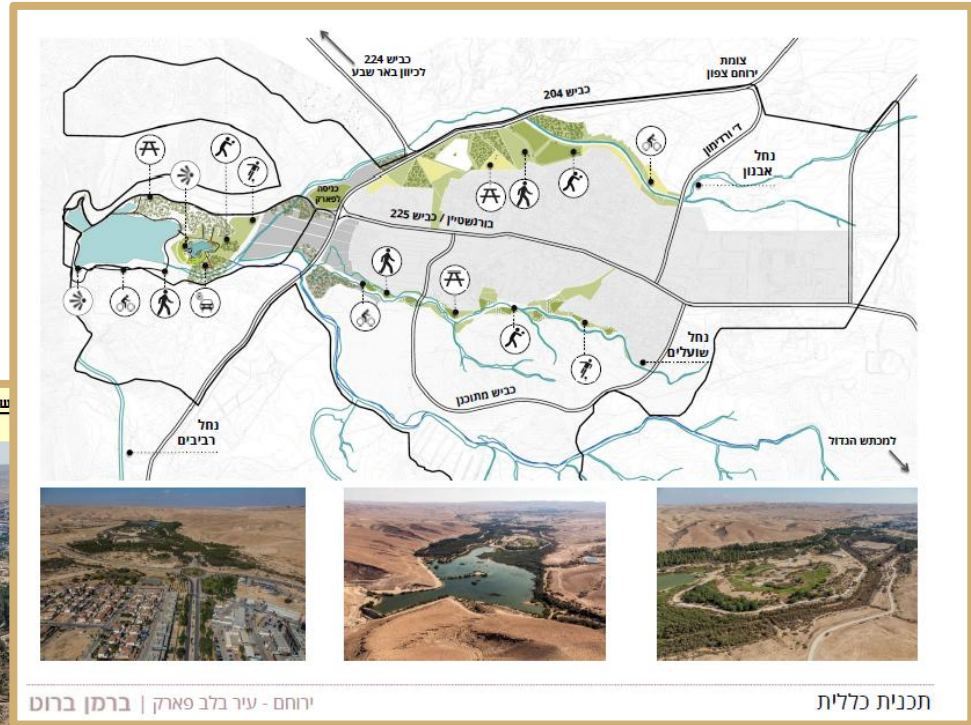 כביש 224
לכיוון באר שבע
צומת
ירוחם צפון
כביש 204
ד' ורדימון
נחל
אבנון
כניסה
לפארק
בורנשטיין / כביש 225
נחל
שועלים
כביש מתוכנן
נחל
רביבים
למכתש הגדול
תכנית כללית
ירוחם - עיר בלב פארק | ברמן ברוט